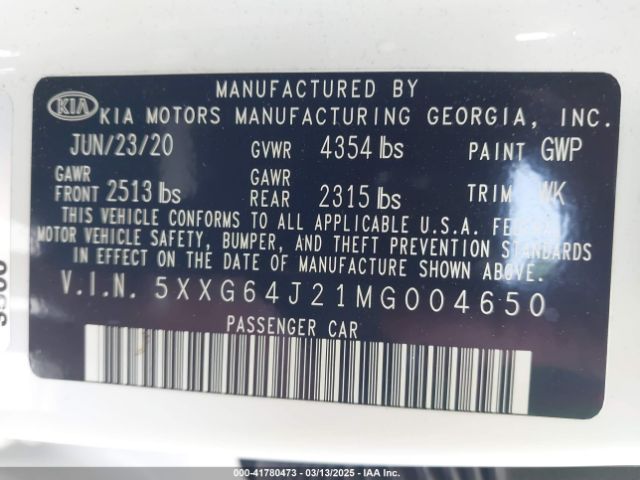 MANUFACTURED BY
KIA KIA MOTORS MANUFACTURING GEORGIA, INC.
JUN/23/20 GVWR 4354 lbs PAINT GWP
GAWR FRONT 2513 lbs GAWR REAR 2315 lbs TRIM WK
THIS VEHICLE CONFORMS TO ALL APPLICABLE U.S.A. FEDERAL
MOTOR VEHICLE SAFETY, BUMPER, AND THEFT PREVENTION STANDARDS
IN EFFECT ON THE DATE OF MANUFACTURE SHOWN ABOVE.
V.I.N. 5XXG64J21MG004650
PASSENGER CAR
000-41780473 - 03/13/2025 - IAA Inc.